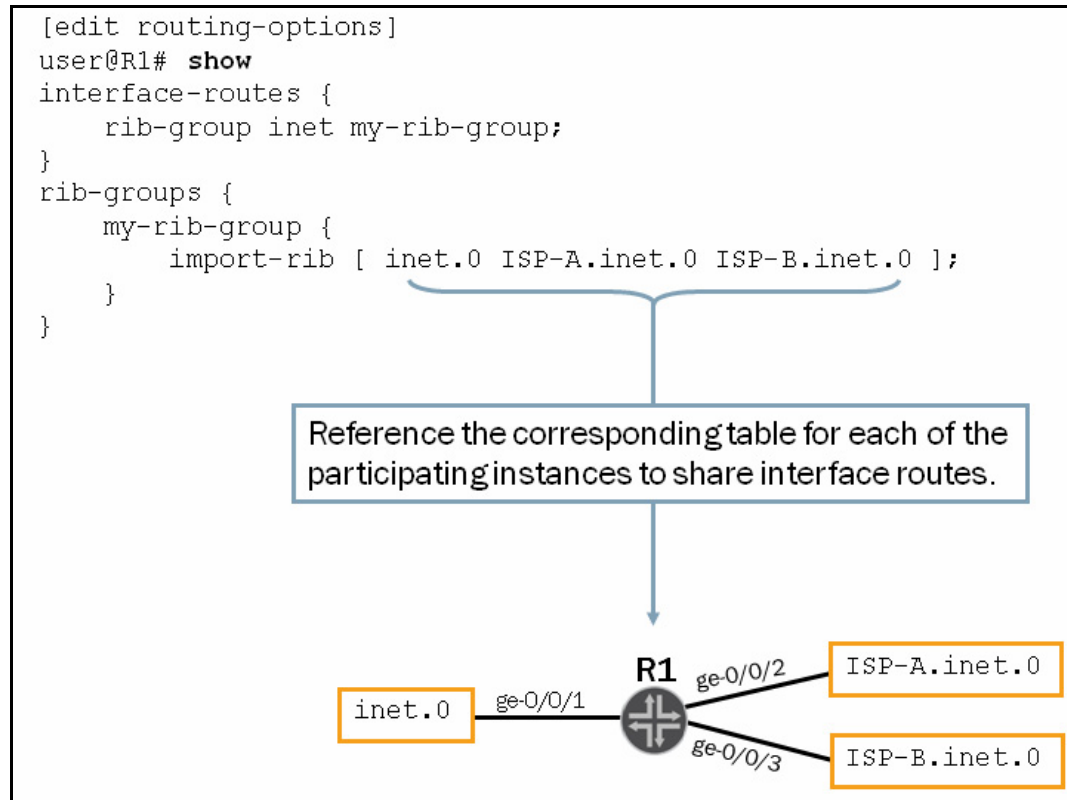 [edit routing-options]
user@R1# show
interface-routes {
    rib-group inet my-rib-group;
}
rib-groups {
    my-rib-group {
        import-rib [ inet.0 ISP-A.inet.0 ISP-B.inet.0 ];
    }
}
Reference the corresponding table for each of the
participating instances to share interface routes.
R1
ge-0/0/2
ISP-A.inet.0
inet.0
ge-0/0/1
ge-0/0/3
ISP-B.inet.0